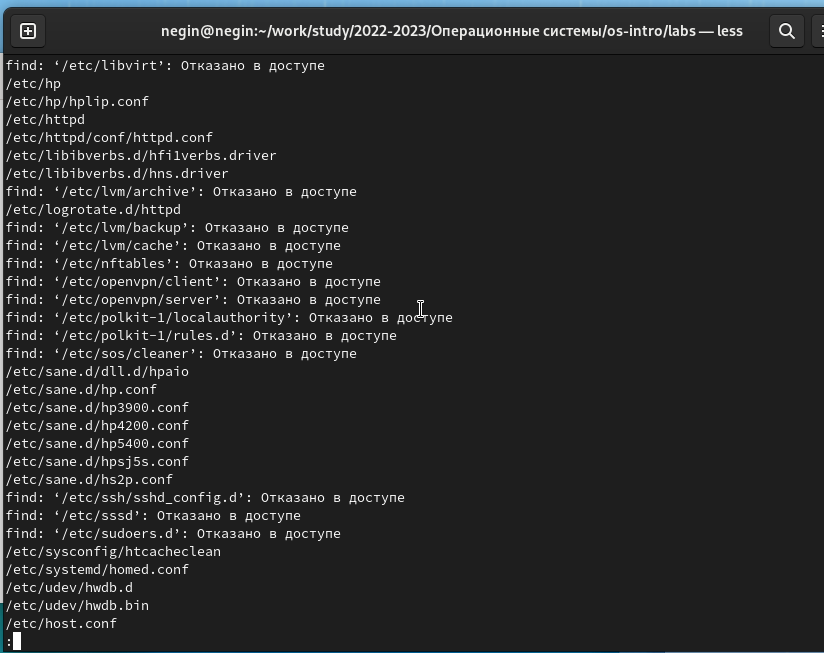 negin@negin:~/work/study/2022-2023/Операционные системы/os-intro/labs — less
find: ‘/etc/libvirt’: Отказано в доступе
/etc/hp
/etc/hp/hplip.conf
/etc/httpd
/etc/httpd/conf/httpd.conf
/etc/libibverbs.d/hfi1verbs.driver
/etc/libibverbs.d/hns.driver
find: ‘/etc/lvm/archive’: Отказано в доступе
/etc/logrotate.d/httpd
find: ‘/etc/lvm/backup’: Отказано в доступе
find: ‘/etc/lvm/cache’: Отказано в доступе
find: ‘/etc/nftables’: Отказано в доступе
find: ‘/etc/openvpn/client’: Отказано в доступе
find: ‘/etc/openvpn/server’: Отказано в доступе
find: ‘/etc/polkit-1/localauthority’: Отказано в доступе
find: ‘/etc/polkit-1/rules.d’: Отказано в доступе
find: ‘/etc/sos/cleaner’: Отказано в доступе
/etc/sane.d/dll.d/hpaio
/etc/sane.d/hp.conf
/etc/sane.d/hp3900.conf
/etc/sane.d/hp4200.conf
/etc/sane.d/hp5400.conf
/etc/sane.d/hpsj5s.conf
/etc/sane.d/hs2p.conf
find: ‘/etc/ssh/sshd_config.d’: Отказано в доступе
find: ‘/etc/sssd’: Отказано в доступе
find: ‘/etc/sudoers.d’: Отказано в доступе
/etc/sysconfig/htcacheclean
/etc/systemd/homed.conf
/etc/udev/hwdb.d
/etc/udev/hwdb.bin
/etc/host.conf
: